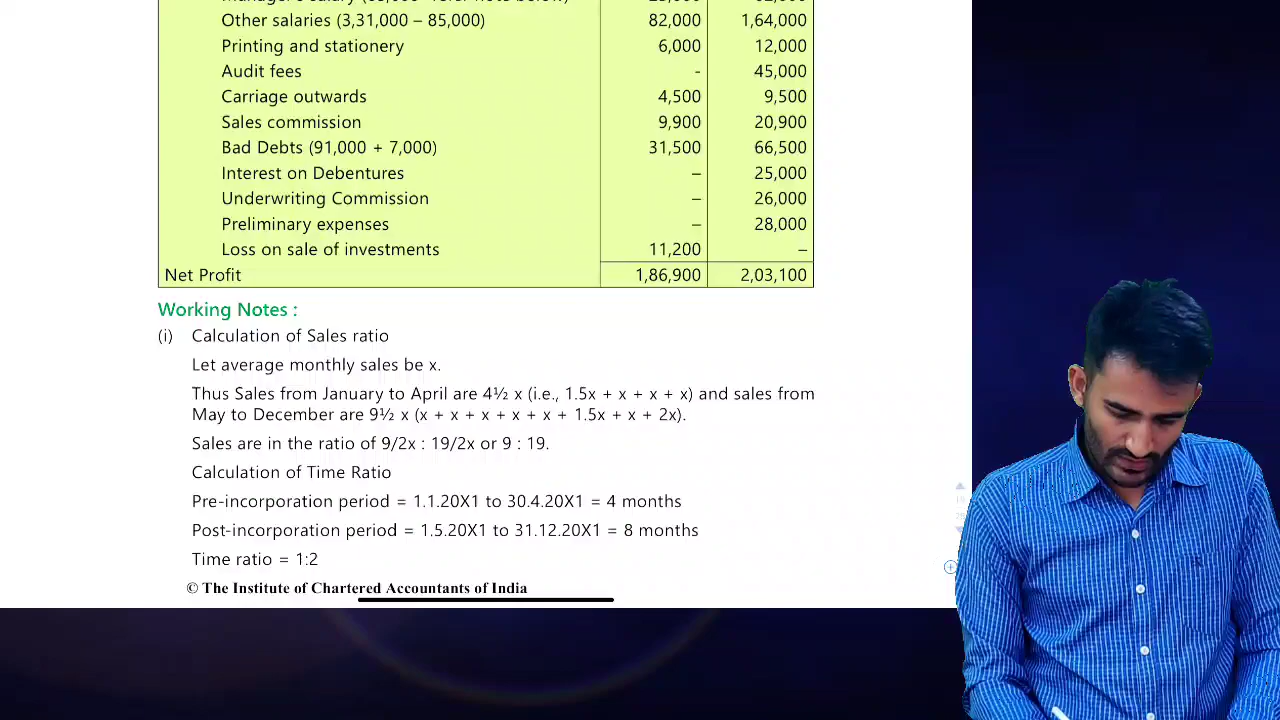 Other salaries (3,31,000 – 85,000) 82,000 1,64,000
Printing and stationery 6,000 12,000
Audit fees - 45,000
Carriage outwards 4,500 9,500
Sales commission 9,900 20,900
Bad Debts (91,000 + 7,000) 31,500 66,500
Interest on Debentures – 25,000
Underwriting Commission – 26,000
Preliminary expenses – 28,000
Loss on sale of investments 11,200 –
Net Profit 1,86,900 2,03,100
Working Notes :
(i) Calculation of Sales ratio
Let average monthly sales be x.
Thus Sales from January to April are 4½ x (i.e., 1.5x + x + x + x) and sales from
May to December are 9½ x (x + x + x + x + x + 1.5x + x + 2x).
Sales are in the ratio of 9/2x : 19/2x or 9 : 19.
Calculation of Time Ratio
Pre-incorporation period = 1.1.20X1 to 30.4.20X1 = 4 months
Post-incorporation period = 1.5.20X1 to 31.12.20X1 = 8 months
Time ratio = 1:2
© The Institute of Chartered Accountants of India